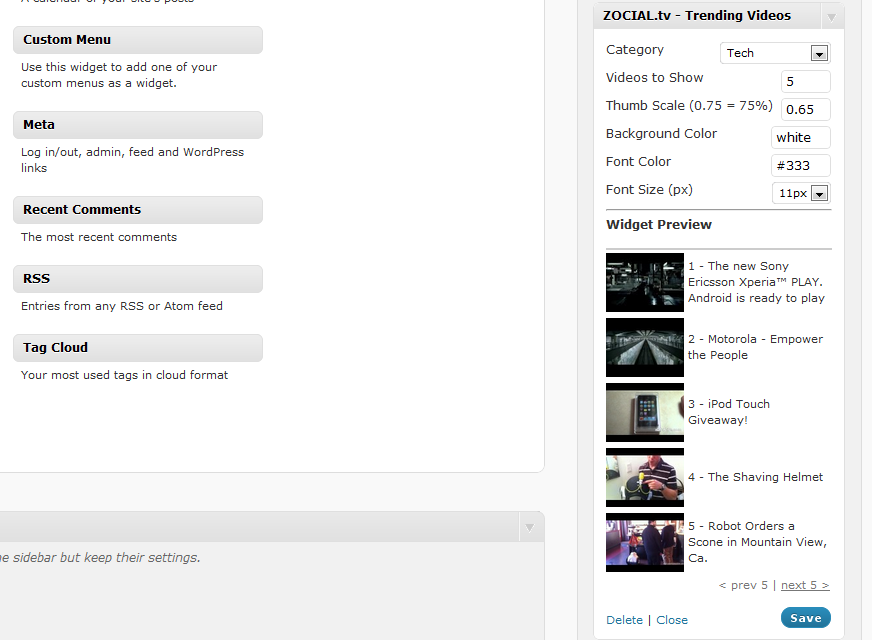 A calendar of your site's posts
Custom Menu
Use this widget to add one of your
custom menus as a widget.
Meta
Log in/out, admin, feed and WordPress
links
Recent Comments
The most recent comments
RSS
Entries from any RSS or Atom feed
Tag Cloud
Your most used tags in cloud format
sidebar but keep their settings.
ZOCIAL.tv - Trending Videos
Category Tech
Videos to Show 5
Thumb Scale (0.75 = 75%) 0.65
Background Color white
Font Color #333
Font Size (px) 11px
Widget Preview
1 - The new Sony
Ericsson Xperia™ PLAY.
Android is ready to play
2 - Motorola - Empower
the People
3 - iPod Touch
Giveaway!
4 - The Shaving Helmet
5 - Robot Orders a
Scone in Mountain View,
Ca.
< prev 5 | next 5 >
Delete | Close Save